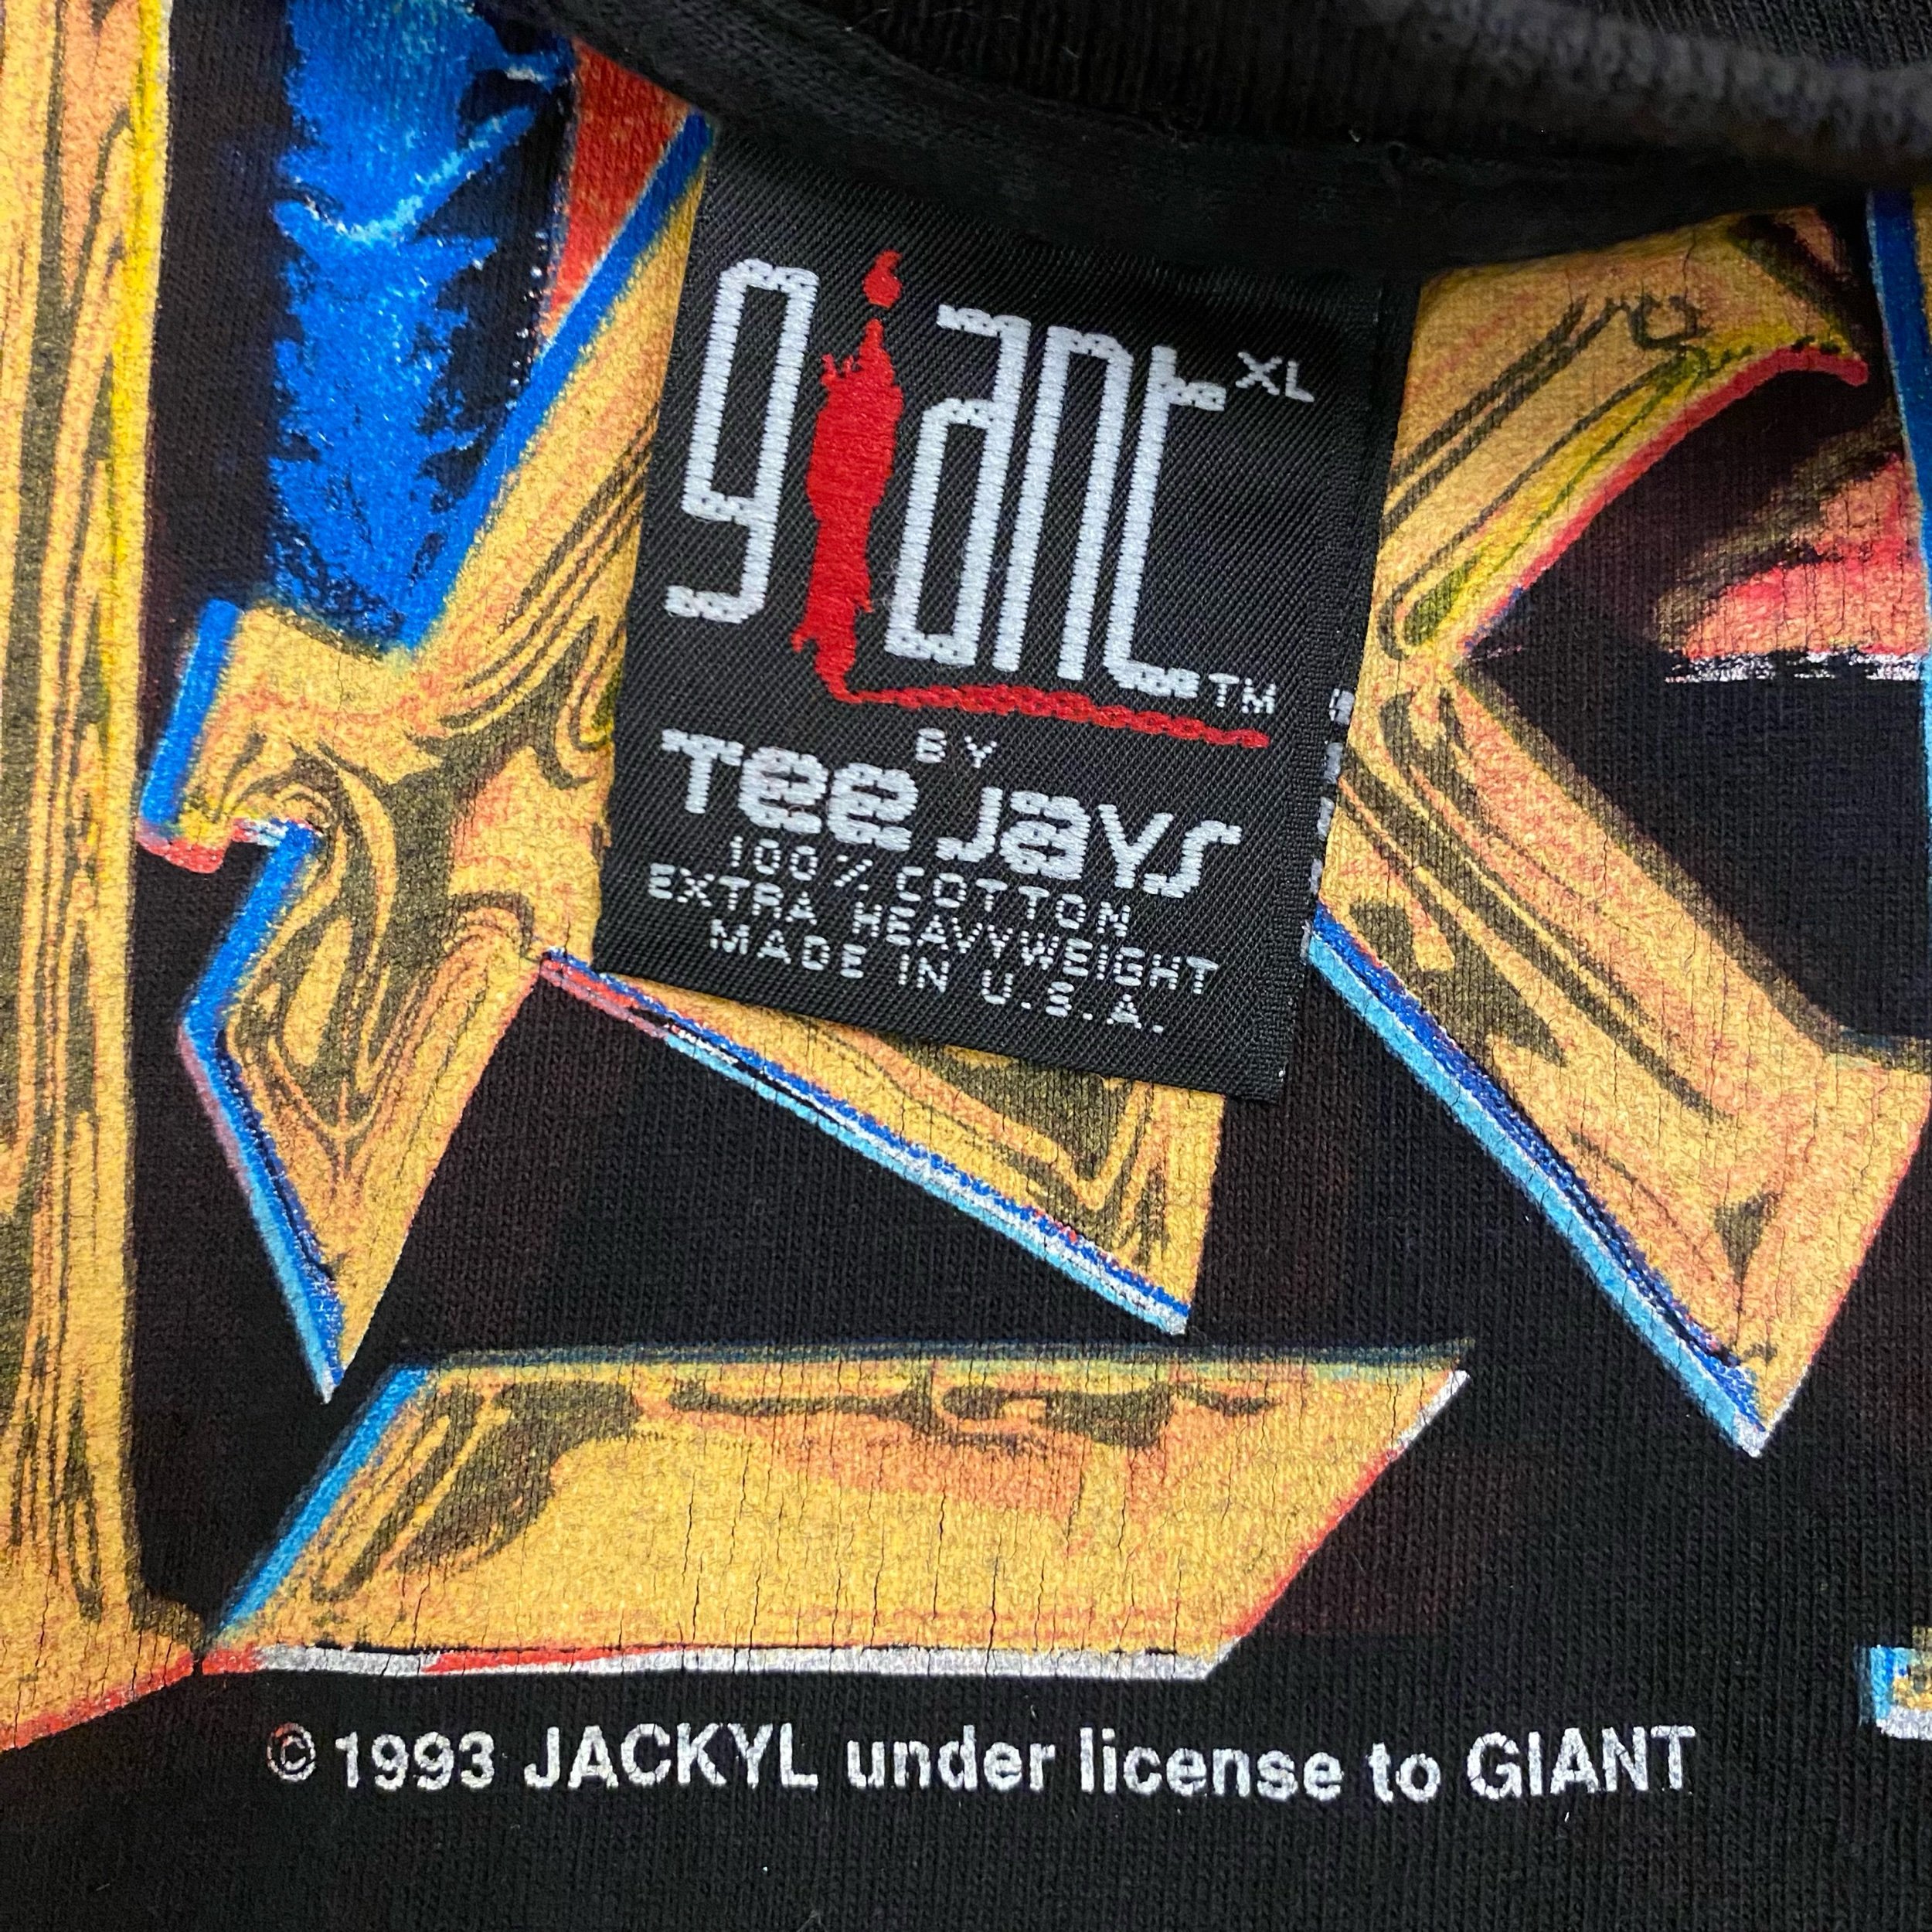 giant XL
TM
BY
Tee Jays
100% COTTON
EXTRA HEAVYWEIGHT
MADE IN U.S.A.
© 1993 JACKYL under license to GIANT